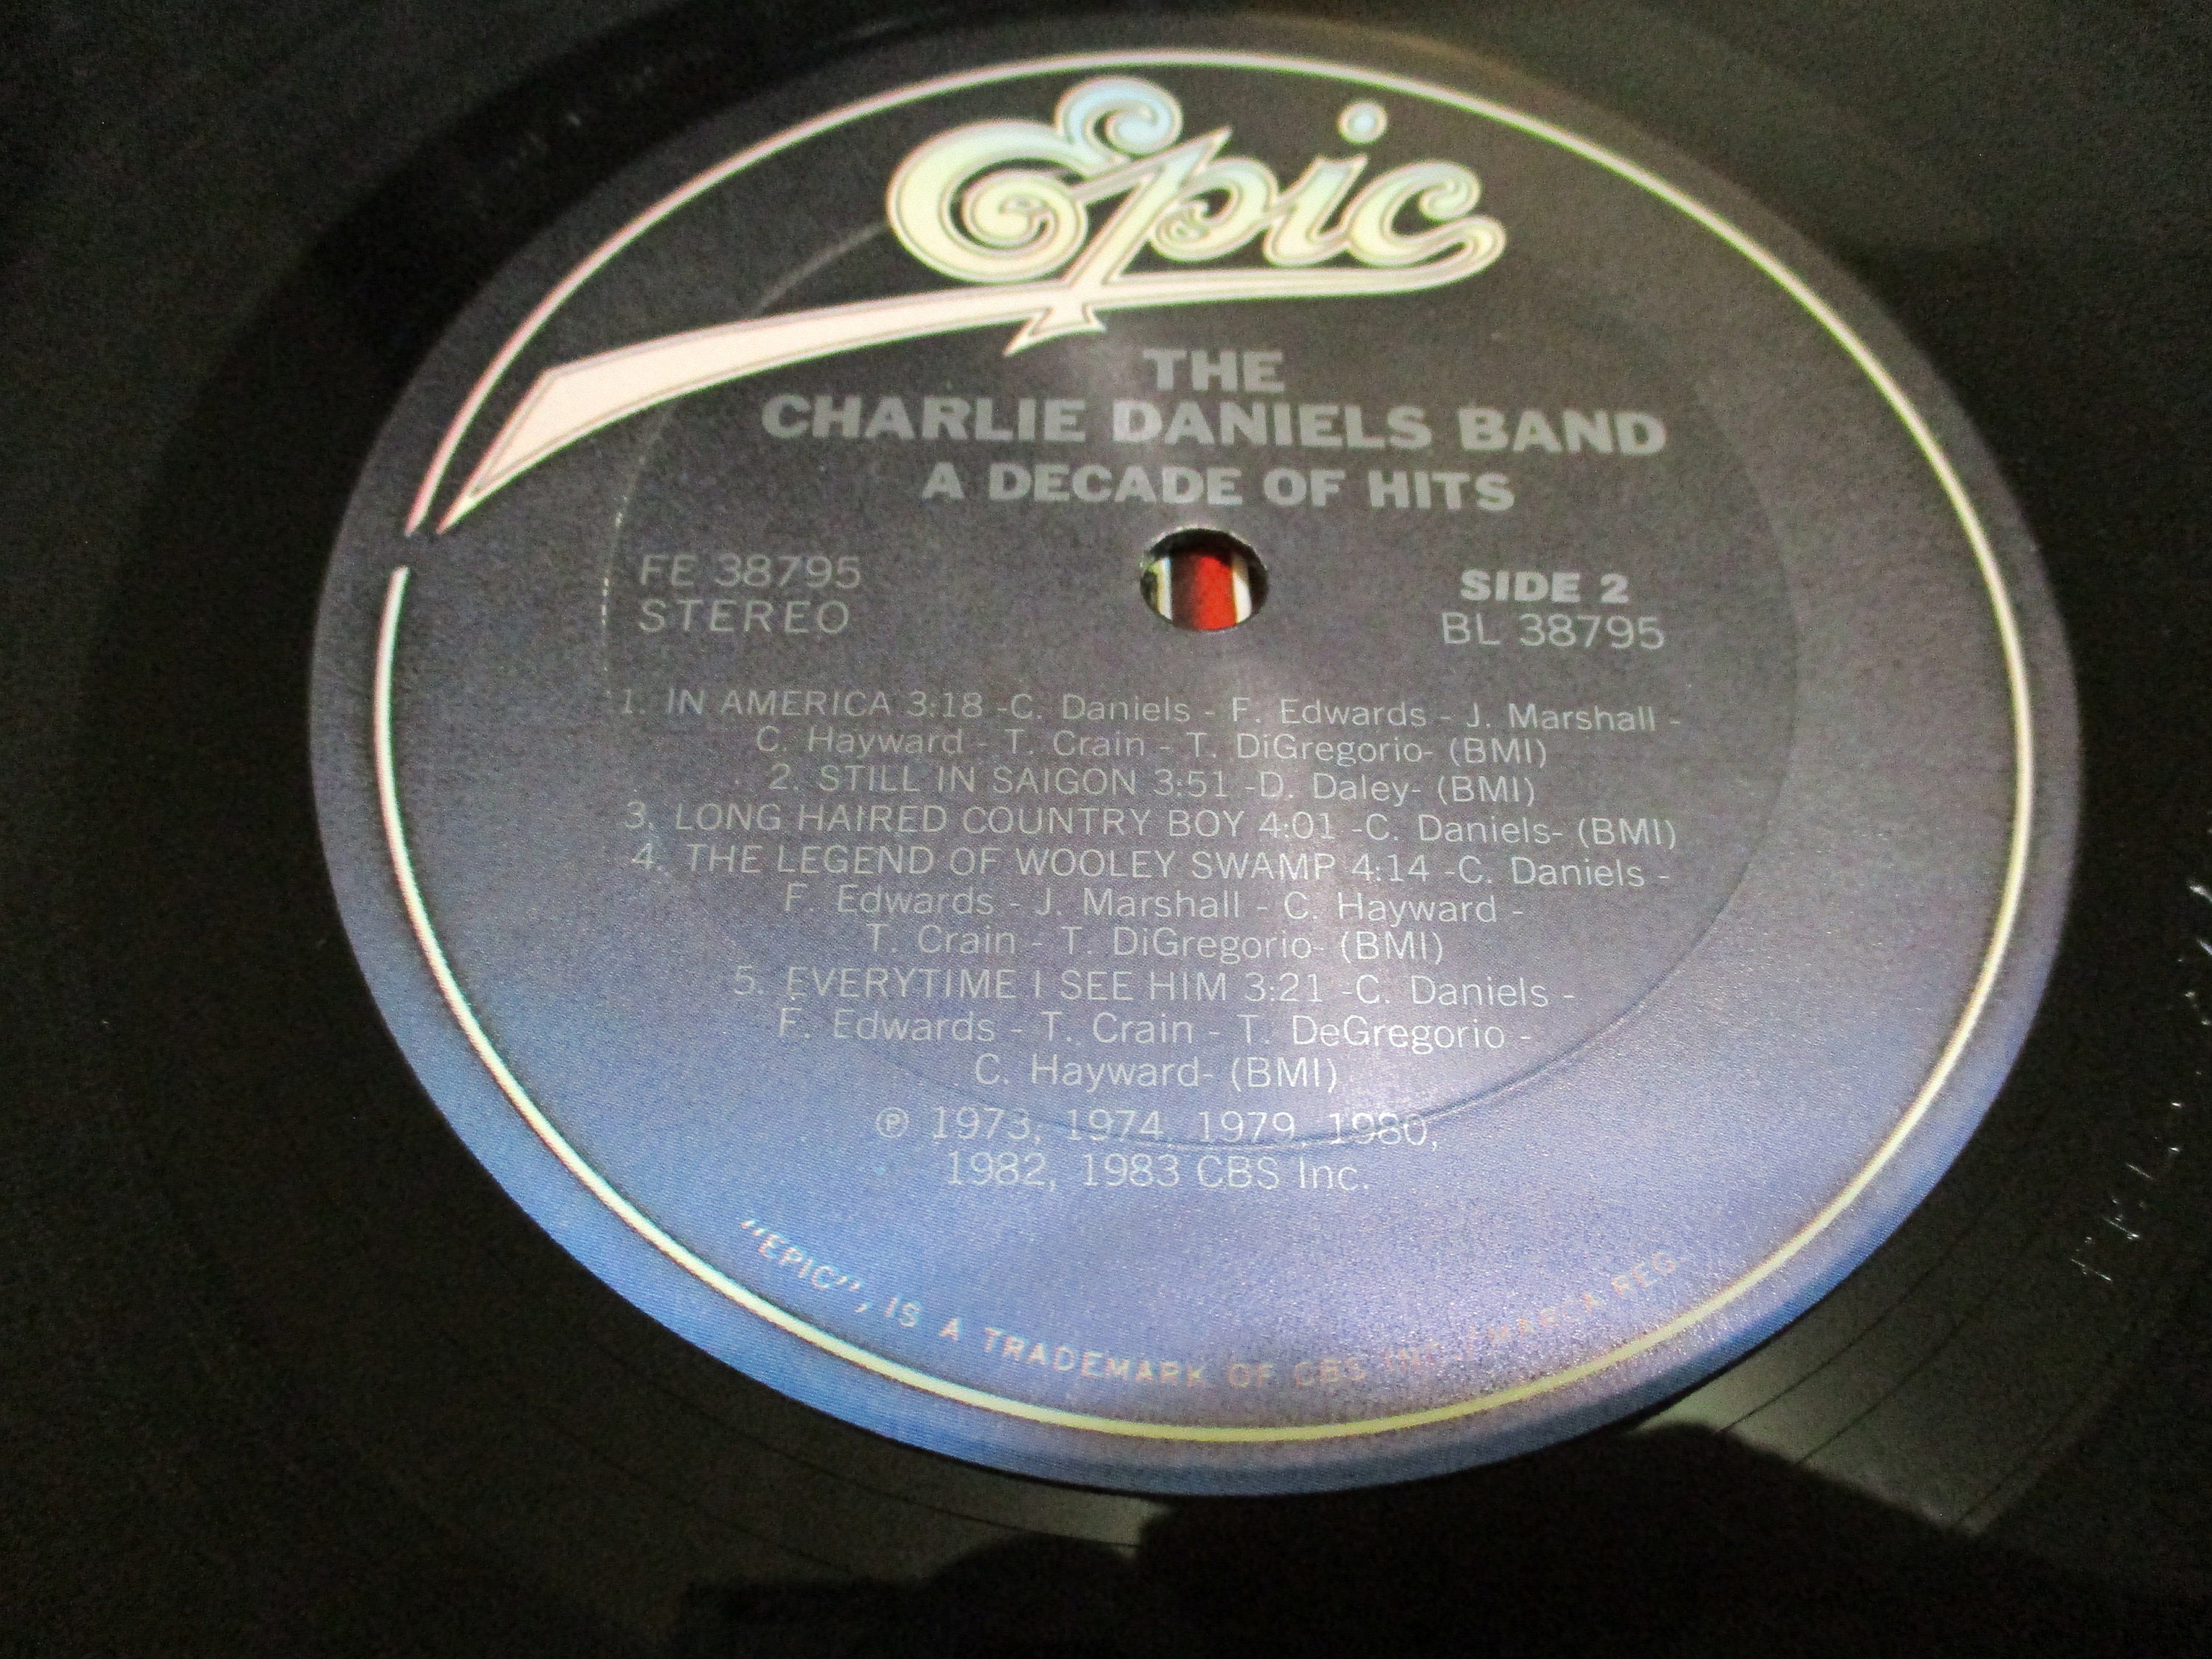 Epic
THE
CHARLIE DANIELS BAND
A DECADE OF HITS
FE 38795
STEREO
SIDE 2
BL 38795
1. IN AMERICA 3:18 -C. Daniels - F. Edwards - J. Marshall -
C. Hayward - T. Crain - T. DiGregorio- (BMI)
2. STILL IN SAIGON 3:51 -D. Daley- (BMI)
3. LONG HAIRED COUNTRY BOY 4:01 -C. Daniels- (BMI)
4. THE LEGEND OF WOOLEY SWAMP 4:14 -C. Daniels -
F. Edwards - J. Marshall - C. Hayward -
T. Crain - T. DiGregorio- (BMI)
5. EVERYTIME I SEE HIM 3:21 -C. Daniels -
F. Edwards - T. Crain - T. DeGregorio -
C. Hayward- (BMI)
℗ 1973, 1974, 1979, 1980,
1982, 1983 CBS Inc.
"EPIC", IS A TRADEMARK OF CBS INC. MARCA REG.